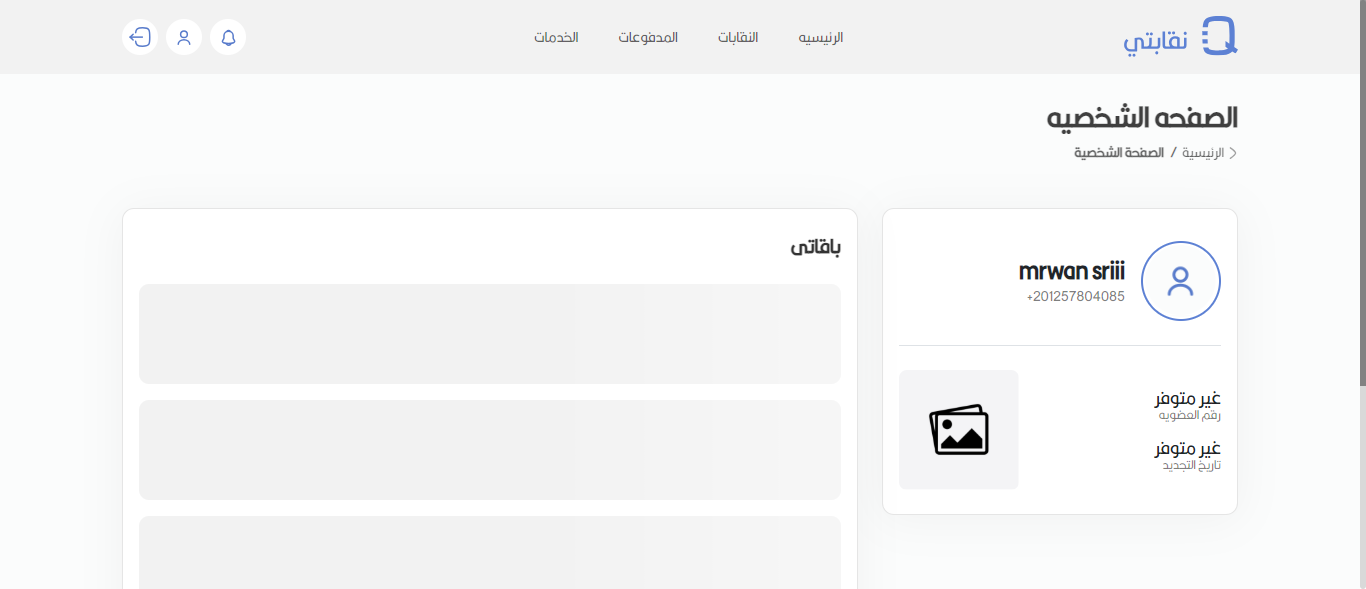 نقابتي
الرئيسيه
النقابات
المدفوعات
الخدمات
الصفحه الشخصيه
الرئيسية / الصفحة الشخصية
mrwan sriii
+201257804085
غير متوفر
رقم العضويه
غير متوفر
تاريخ التجديد
باقاتى